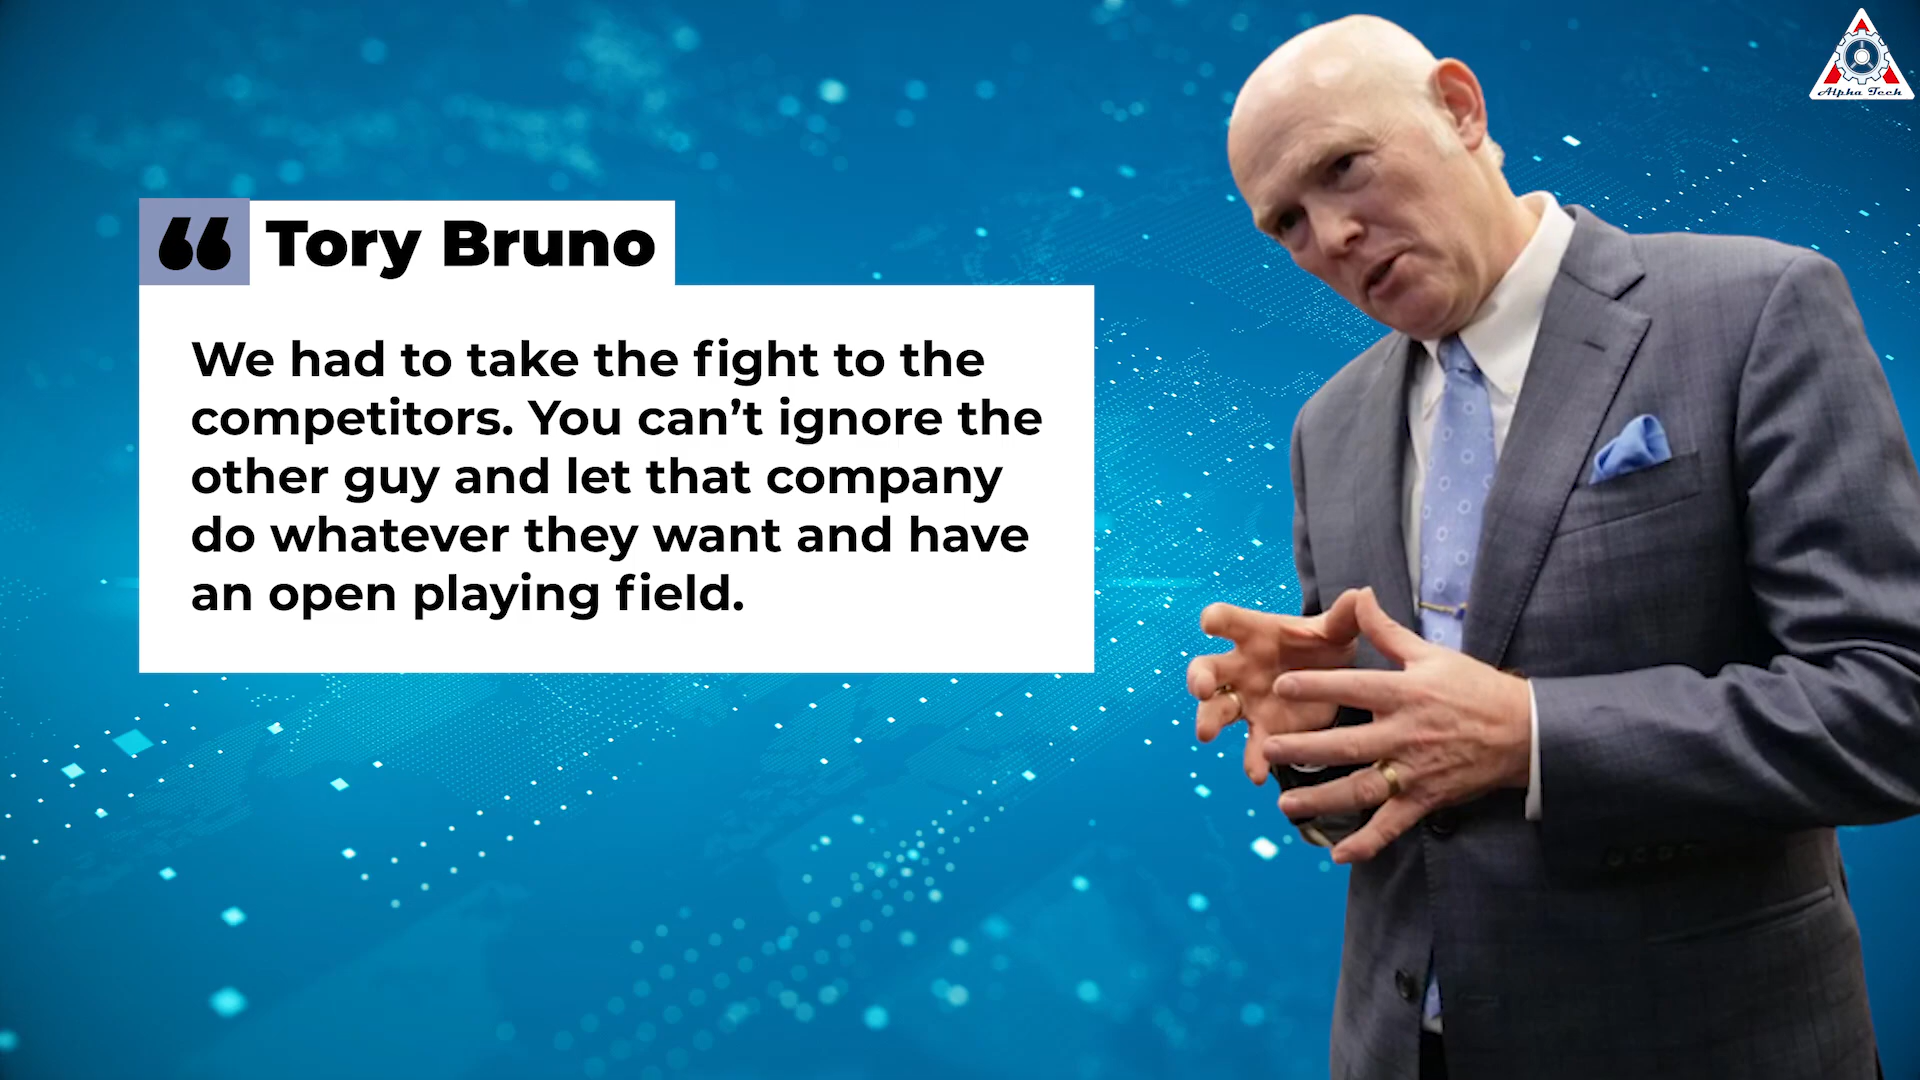 Alpha Tech
Tory Bruno
We had to take the fight to the
competitors. You can’t ignore the
other guy and let that company
do whatever they want and have
an open playing field.